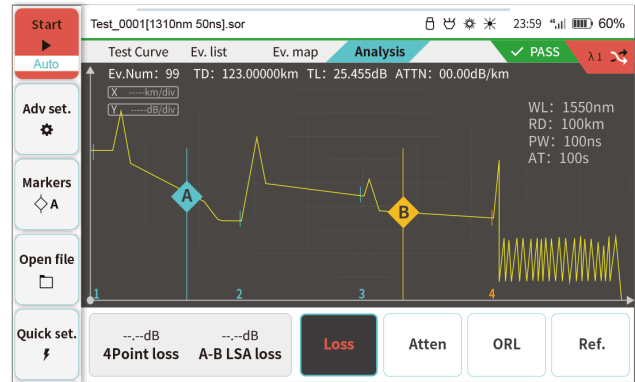 Start
Auto
Test_0001[1310nm 50ns].sor
23:59
60%
Test Curve
Ev. list
Ev. map
Analysis
PASS
λ1
Ev.Num: 99 TD: 123.00000km TL: 25.455dB ATTN: 00.00dB/km
X -----km/div
Y -----dB/div
WL: 1550nm
RD: 100km
PW: 100ns
AT: 100s
A
B
1
2
3
4
Adv set.
Markers
A
Open file
Quick set.
--.--dB
4Point loss
--.--dB
A-B LSA loss
Loss
Atten
ORL
Ref.